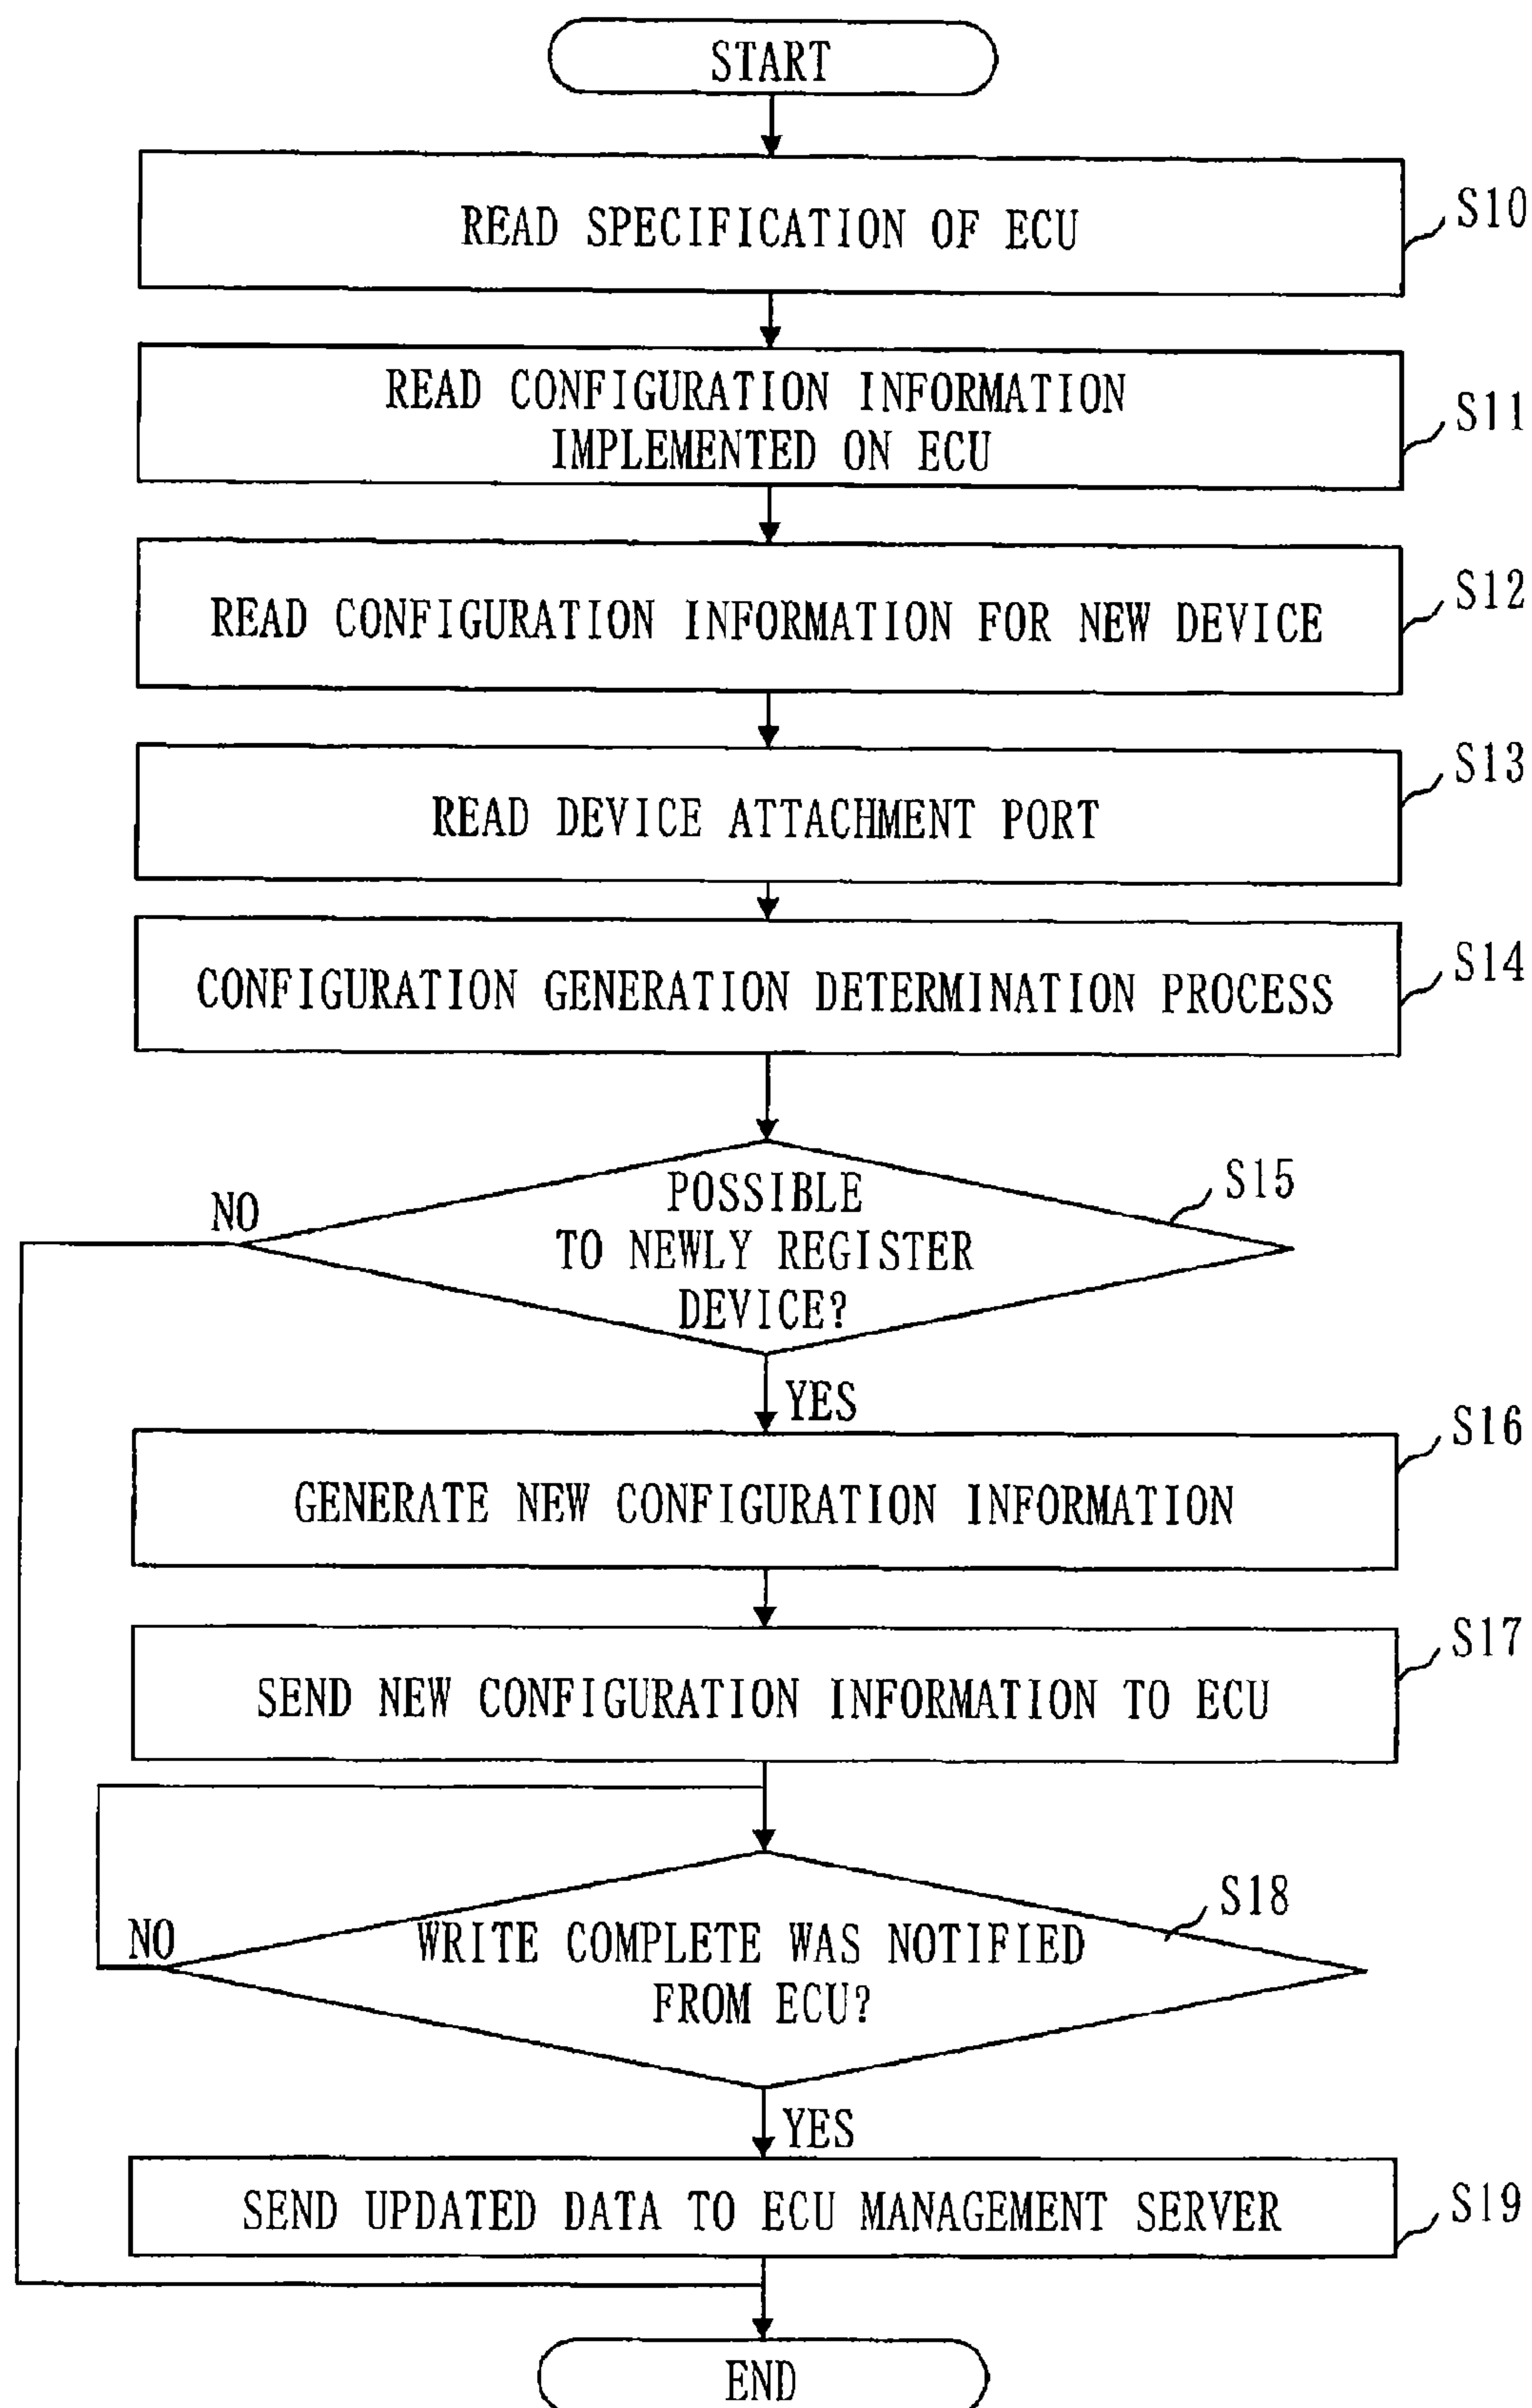 START
READ SPECIFICATION OF ECU
S10
READ CONFIGURATION INFORMATION
IMPLEMENTED ON ECU
S11
READ CONFIGURATION INFORMATION FOR NEW DEVICE
S12
READ DEVICE ATTACHMENT PORT
S13
CONFIGURATION GENERATION DETERMINATION PROCESS
S14
POSSIBLE
TO NEWLY REGISTER
DEVICE?
S15
NO
YES
GENERATE NEW CONFIGURATION INFORMATION
S16
SEND NEW CONFIGURATION INFORMATION TO ECU
S17
WRITE COMPLETE WAS NOTIFIED
FROM ECU?
S18
NO
YES
SEND UPDATED DATA TO ECU MANAGEMENT SERVER
S19
END